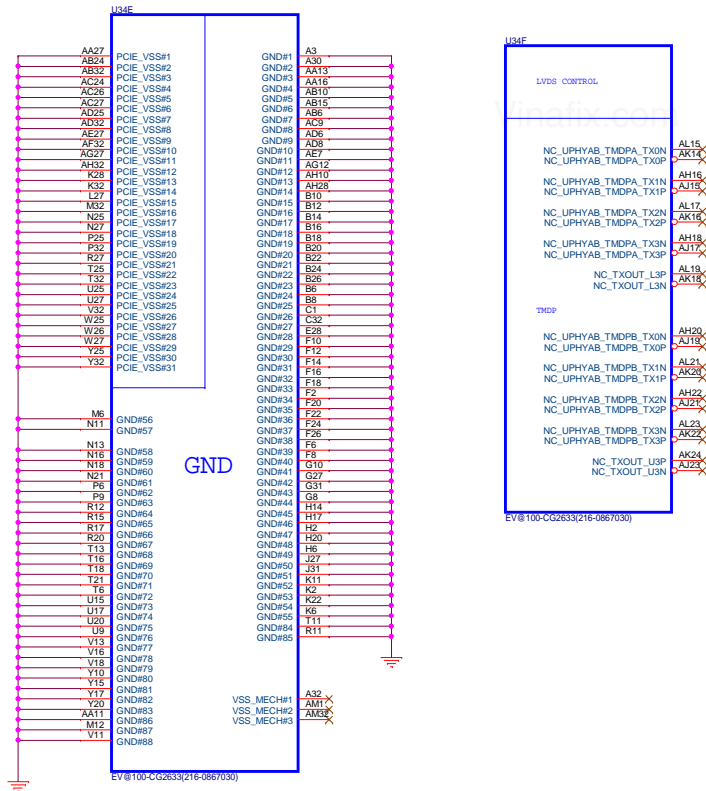 U34E
AA27 PCIE_VSS#1
AB24 PCIE_VSS#2
AB32 PCIE_VSS#3
AC24 PCIE_VSS#4
AC26 PCIE_VSS#5
AC27 PCIE_VSS#6
AD25 PCIE_VSS#7
AD32 PCIE_VSS#8
AE27 PCIE_VSS#9
AF32 PCIE_VSS#10
AG27 PCIE_VSS#11
AH32 PCIE_VSS#12
K28 PCIE_VSS#13
K32 PCIE_VSS#14
L27 PCIE_VSS#15
M32 PCIE_VSS#16
N25 PCIE_VSS#17
N27 PCIE_VSS#18
P25 PCIE_VSS#19
P32 PCIE_VSS#20
R27 PCIE_VSS#21
T25 PCIE_VSS#22
T32 PCIE_VSS#23
U25 PCIE_VSS#24
U27 PCIE_VSS#25
V32 PCIE_VSS#26
W25 PCIE_VSS#27
W26 PCIE_VSS#28
W27 PCIE_VSS#29
Y25 PCIE_VSS#30
Y32 PCIE_VSS#31
M6 GND#56
N11 GND#57
N13 GND#58
N16 GND#59
N18 GND#60
N21 GND#61
P6 GND#62
P9 GND#63
R12 GND#64
R15 GND#65
R17 GND#66
R20 GND#67
T13 GND#68
T16 GND#69
T18 GND#70
T21 GND#71
T6 GND#72
U15 GND#73
U17 GND#74
U20 GND#75
U9 GND#76
V13 GND#77
V16 GND#78
V18 GND#79
Y10 GND#80
Y15 GND#81
Y17 GND#82
Y20 GND#83
AA11 GND#86
M12 GND#87
V11 GND#88
GND
GND#1 A3
GND#2 A30
GND#3 AA13
GND#4 AA16
GND#5 AB10
GND#6 AB15
GND#7 AB6
GND#8 AC9
GND#9 AD6
GND#10 AD8
GND#11 AE7
GND#12 AG12
GND#13 AH10
GND#14 AH28
GND#15 B10
GND#16 B12
GND#17 B14
GND#18 B16
GND#19 B18
GND#20 B20
GND#21 B22
GND#22 B24
GND#23 B26
GND#24 B6
GND#25 B8
GND#26 C1
GND#27 C32
GND#28 E28
GND#29 F10
GND#30 F12
GND#31 F14
GND#32 F16
GND#33 F18
GND#34 F2
GND#35 F20
GND#36 F22
GND#37 F24
GND#38 F26
GND#39 F6
GND#40 F8
GND#41 G10
GND#42 G27
GND#43 G31
GND#44 G8
GND#45 H14
GND#46 H17
GND#47 H2
GND#48 H20
GND#49 H6
GND#50 J27
GND#51 J31
GND#52 K11
GND#53 K2
GND#54 K22
GND#55 K6
GND#84 T11
GND#85 R11
VSS_MECH#1 A32
VSS_MECH#2 AM1
VSS_MECH#3 AM32
EV@100-CG2633(216-0867030)
U34F
LVDS CONTROL
Vinafix.com
NC_UPHYAB_TMDPA_TX0N AL15
NC_UPHYAB_TMDPA_TX0P AK14
NC_UPHYAB_TMDPA_TX1N AH16
NC_UPHYAB_TMDPA_TX1P AJ15
NC_UPHYAB_TMDPA_TX2N AL17
NC_UPHYAB_TMDPA_TX2P AK16
NC_UPHYAB_TMDPA_TX3N AH18
NC_UPHYAB_TMDPA_TX3P AJ17
NC_TXOUT_L3P AL19
NC_TXOUT_L3N AK18
TMDP
NC_UPHYAB_TMDPB_TX0N AH20
NC_UPHYAB_TMDPB_TX0P AJ19
NC_UPHYAB_TMDPB_TX1N AL21
NC_UPHYAB_TMDPB_TX1P AK20
NC_UPHYAB_TMDPB_TX2N AH22
NC_UPHYAB_TMDPB_TX2P AJ21
NC_UPHYAB_TMDPB_TX3N AL23
NC_UPHYAB_TMDPB_TX3P AK22
NC_TXOUT_U3P AK24
NC_TXOUT_U3N AJ23
EV@100-CG2633(216-0867030)